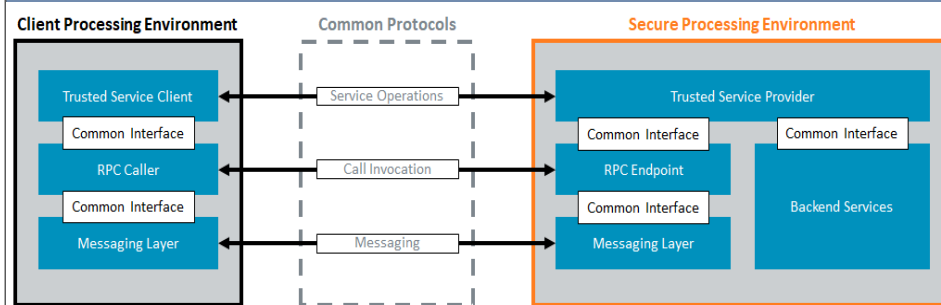 Client Processing Environment
Common Protocols
Secure Processing Environment
Trusted Service Client
Service Operations
Trusted Service Provider
Common Interface
Common Interface
Common Interface
RPC Caller
Call Invocation
RPC Endpoint
Common Interface
Common Interface
Backend Services
Messaging Layer
Messaging
Messaging Layer